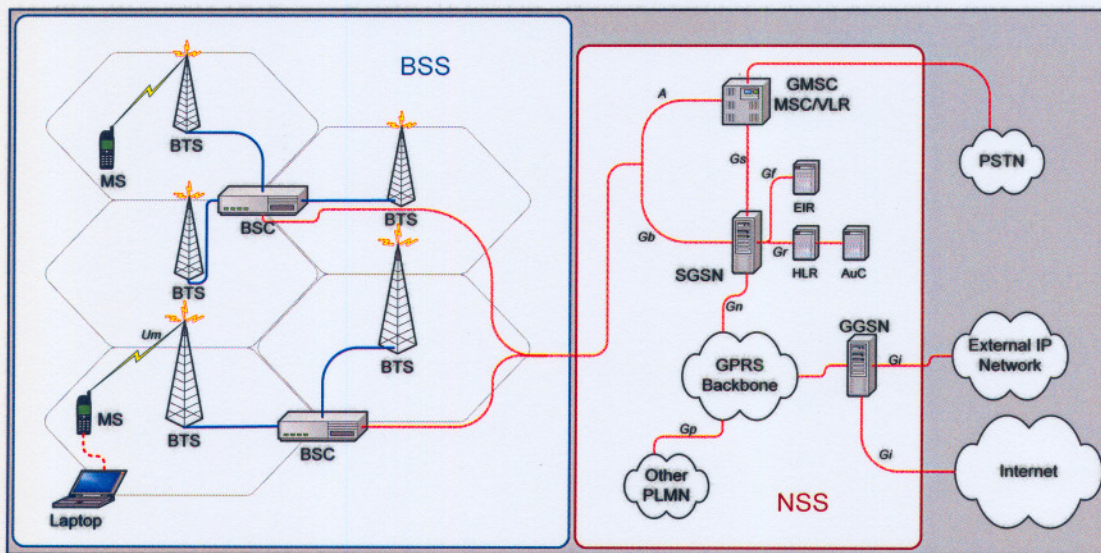 BSS
MS
BTS
BSC
BTS
BTS
Um
MS
BTS
BTS
BSC
Laptop
GMSC
MSC/VLR
A
PSTN
Gs
Gf
EIR
Gb
SGSN
Gr
HLR
AuC
Gn
GPRS
Backbone
GGSN
Gi
External IP
Network
Gp
Other
PLMN
Gi
Internet
NSS